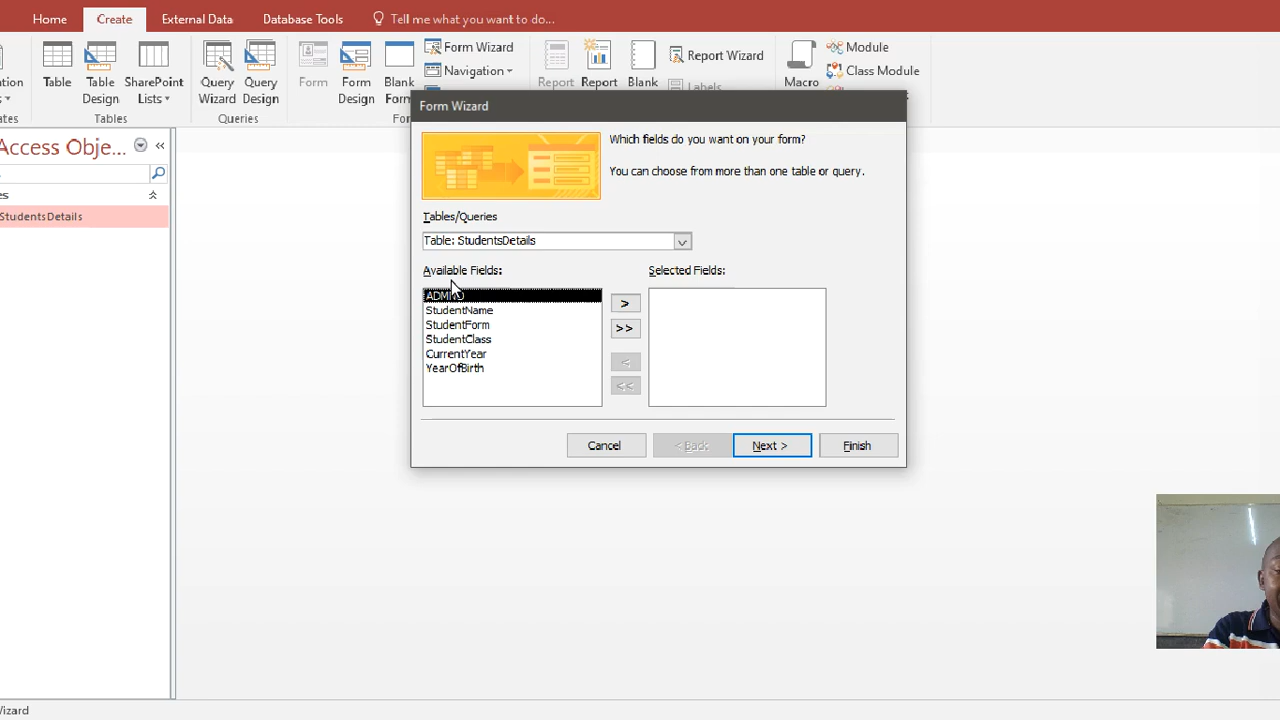 Home Create External Data Database Tools Tell me what you want to do...
Table Table Design SharePoint Lists Query Wizard Query Design Form Form Design Blank Form Form Wizard Navigation Report Report Blank Report Wizard Labels Macro Module Class Module
Tables Queries
Access Obje...
StudentsDetails
Form Wizard
Which fields do you want on your form?
You can choose from more than one table or query.
Tables/Queries
Table: StudentsDetails
Available Fields: Selected Fields:
StudentName
StudentForm
StudentClass
CurrentYear
YearOfBirth
>
>>
<
<<
Cancel < Back Next > Finish